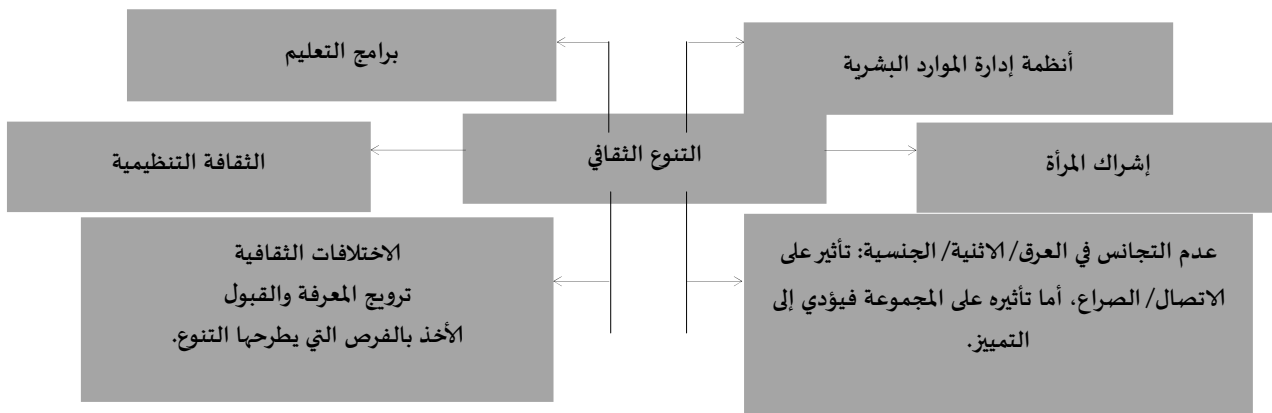 أنظمة إدارة الموارد البشرية
برامج التعليم
إشراك المرأة
التنوع الثقافي
الثقافة التنظيمية
عدم التجانس في العرق/ الاثنية/ الجنسية: تأثير على
الاتصال/ الصراع، أما تأثيره على المجموعة فيؤدي إلى
التمييز.
الاختلافات الثقافية
ترويج المعرفة والقبول
الأخذ بالفرص التي يطرحها التنوع.